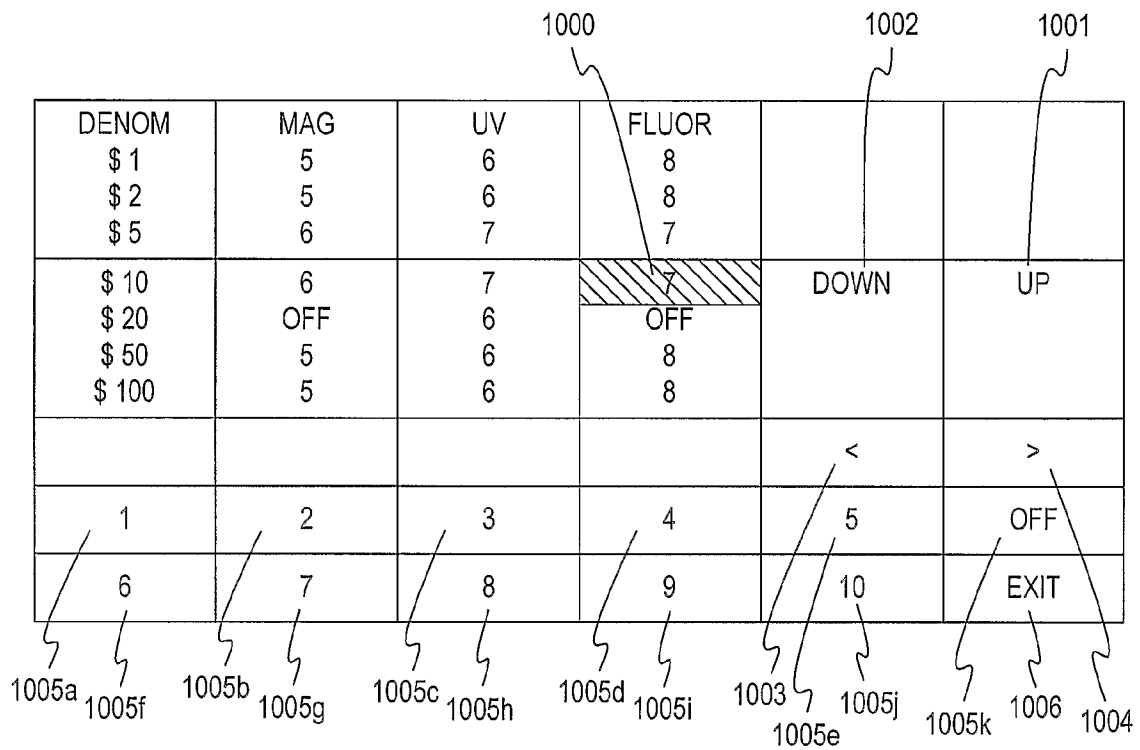 1000 1002 1001
DENOM MAG UV FLUOR
$ 1 5 6 8
$ 2 5 6 8
$ 5 6 7 7
$ 10 6 7 7 DOWN UP
$ 20 OFF 6 OFF
$ 50 5 6 8
$ 100 5 6 8
< >
1 2 3 4 5 OFF
6 7 8 9 10 EXIT
1005a 1005b 1005c 1005d 1003 1005j 1006
1005f 1005g 1005h 1005i 1005e 1005k 1004